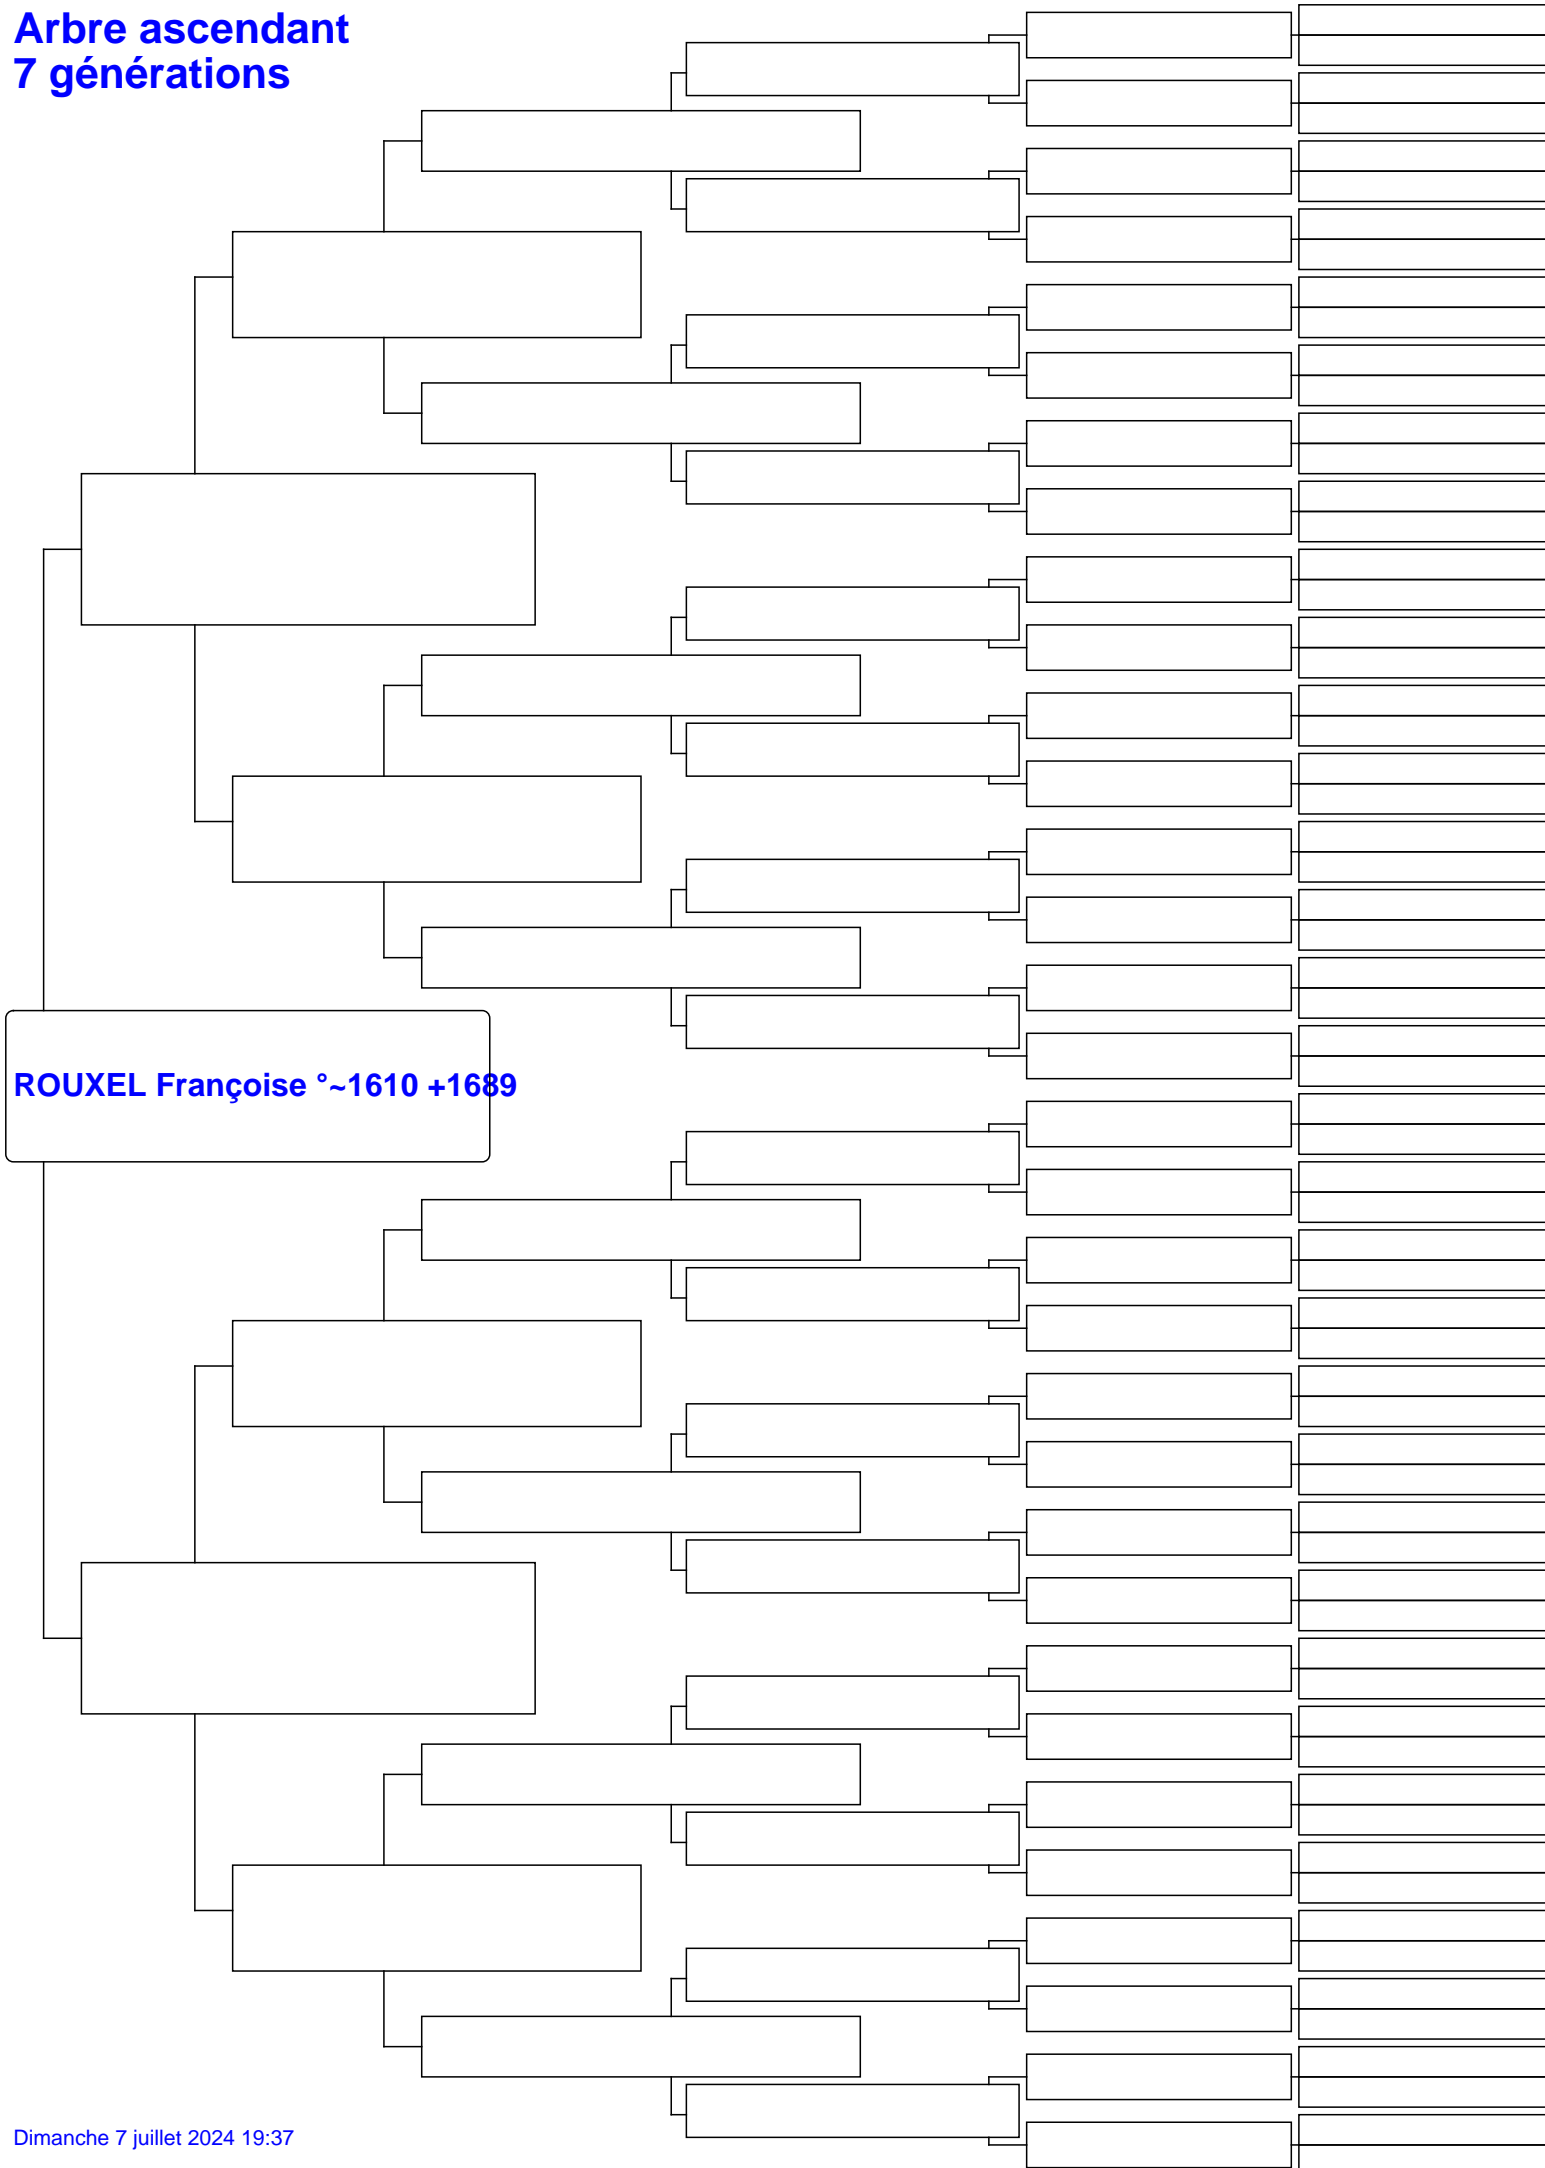 Arbre ascendant
7 générations
ROUXEL Françoise °~1610 +1689
Dimanche 7 juillet 2024 19:37